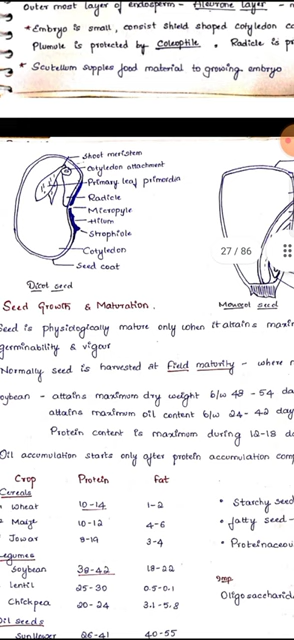 Outer most layer of endosperm - Aleurone layer -
* Embryo is small, consist shield shaped cotyledon
Plumule is protected by Coleoptile. Radicle is
* Scutellum supples food material to growing embryo
Shoot meristem
Cotyledon attachment
Primary leaf primordia
Radicle
Micropyle
Hilum
Strophiole
Cotyledon
Seed coat
27 / 86
Dicot seed
Monocot seed
Seed Growth & Maturation.
Seed is physiologically mature only when it attains
germinability & vigour
Normally seed is harvested at field maturity - where
oybean - attains maximum dry weight b/w 48 - 54
attains maximum oil content b/w 24 - 42 day
Protein content is maximum during 12-18
Oil accumulation starts only after protein accumulation
Crop Protein Fat
Cereals
Wheat 10-14 1-2
Maize 10-12 4-6
Jowar 8-14 3-4
egumes
Soybean 38-42 18-22
Lentil 25-30 0.5-0.1
Chickpea 20-24 3.1-5.8
Oil seeds
Sunflower 26-41 40-55
• Starchy seed
• fatty seed -
• Proteinaceou
Imp.
Oligosaccharid